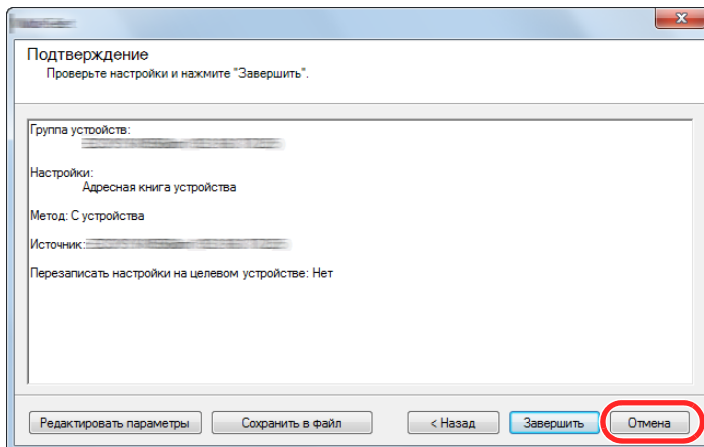 Подтверждение
Проверьте настройки и нажмите "Завершить".
Группа устройств:
Настройки:
Адресная книга устройства
Метод: С устройства
Источник:
Перезаписать настройки на целевом устройстве: Нет
Редактировать параметры Сохранить в файл < Назад Завершить Отмена